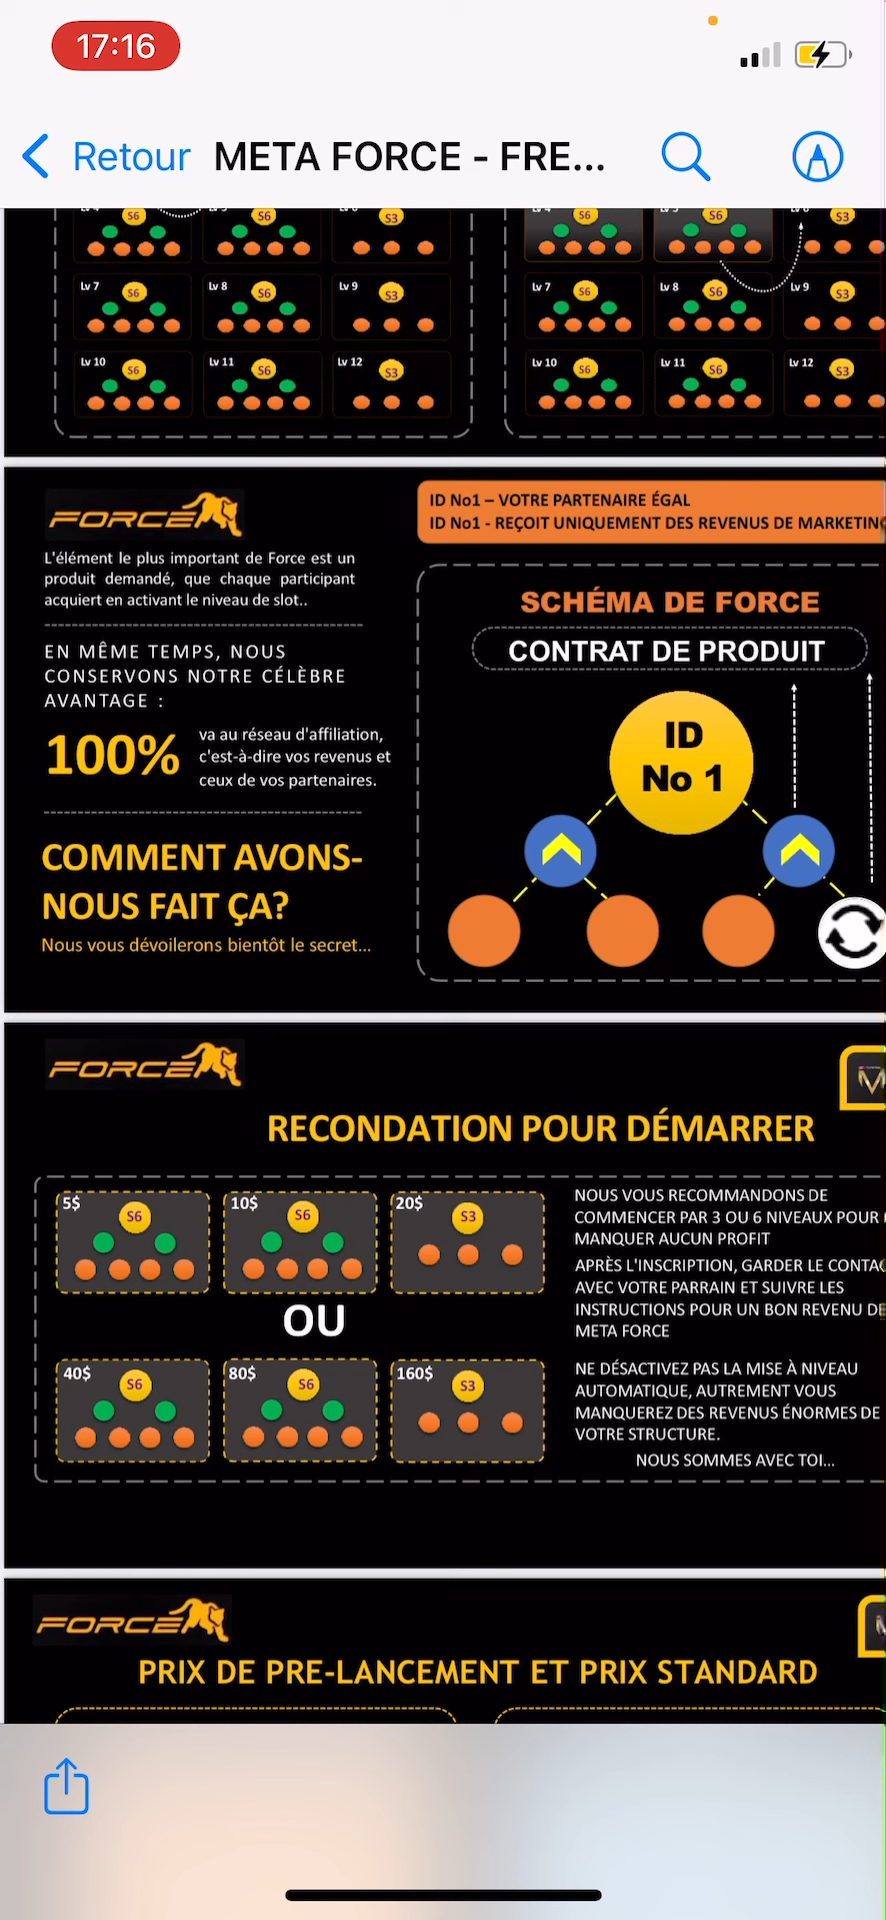 17:16
Retour
META FORCE - FRE...
S6
S6
S3
S6
S6
S3
Lv 7
S6
Lv 8
S6
Lv 9
S3
Lv 7
S6
Lv 8
S6
Lv 9
S3
Lv 10
S6
Lv 11
S6
Lv 12
S3
Lv 10
S6
Lv 11
S6
Lv 12
S3
FORCE
L'élément le plus important de Force est un
produit demandé, que chaque participant
acquiert en activant le niveau de slot..
EN MÊME TEMPS, NOUS
CONSERVONS NOTRE CÉLÈBRE
AVANTAGE :
100%
va au réseau d'affiliation,
c'est-à-dire vos revenus et
ceux de vos partenaires.
COMMENT AVONS-
NOUS FAIT ÇA?
Nous vous dévoilerons bientôt le secret...
ID No1 – VOTRE PARTENAIRE ÉGAL
ID No1 - REÇOIT UNIQUEMENT DES REVENUS DE MARKETIN
SCHÉMA DE FORCE
CONTRAT DE PRODUIT
ID
No 1
FORCE
RECONDATION POUR DÉMARRER
5$
S6
10$
S6
20$
S3
OU
40$
S6
80$
S6
160$
S3
NOUS VOUS RECOMMANDONS DE
COMMENCER PAR 3 OU 6 NIVEAUX POUR
MANQUER AUCUN PROFIT
APRÈS L'INSCRIPTION, GARDER LE CONTAC
AVEC VOTRE PARRAIN ET SUIVRE LES
INSTRUCTIONS POUR UN BON REVENU DE
META FORCE
NE DÉSACTIVEZ PAS LA MISE À NIVEAU
AUTOMATIQUE, AUTREMENT VOUS
MANQUEREZ DES REVENUS ÉNORMES DE
VOTRE STRUCTURE.
NOUS SOMMES AVEC TOI...
FORCE
PRIX DE PRE-LANCEMENT ET PRIX STANDARD